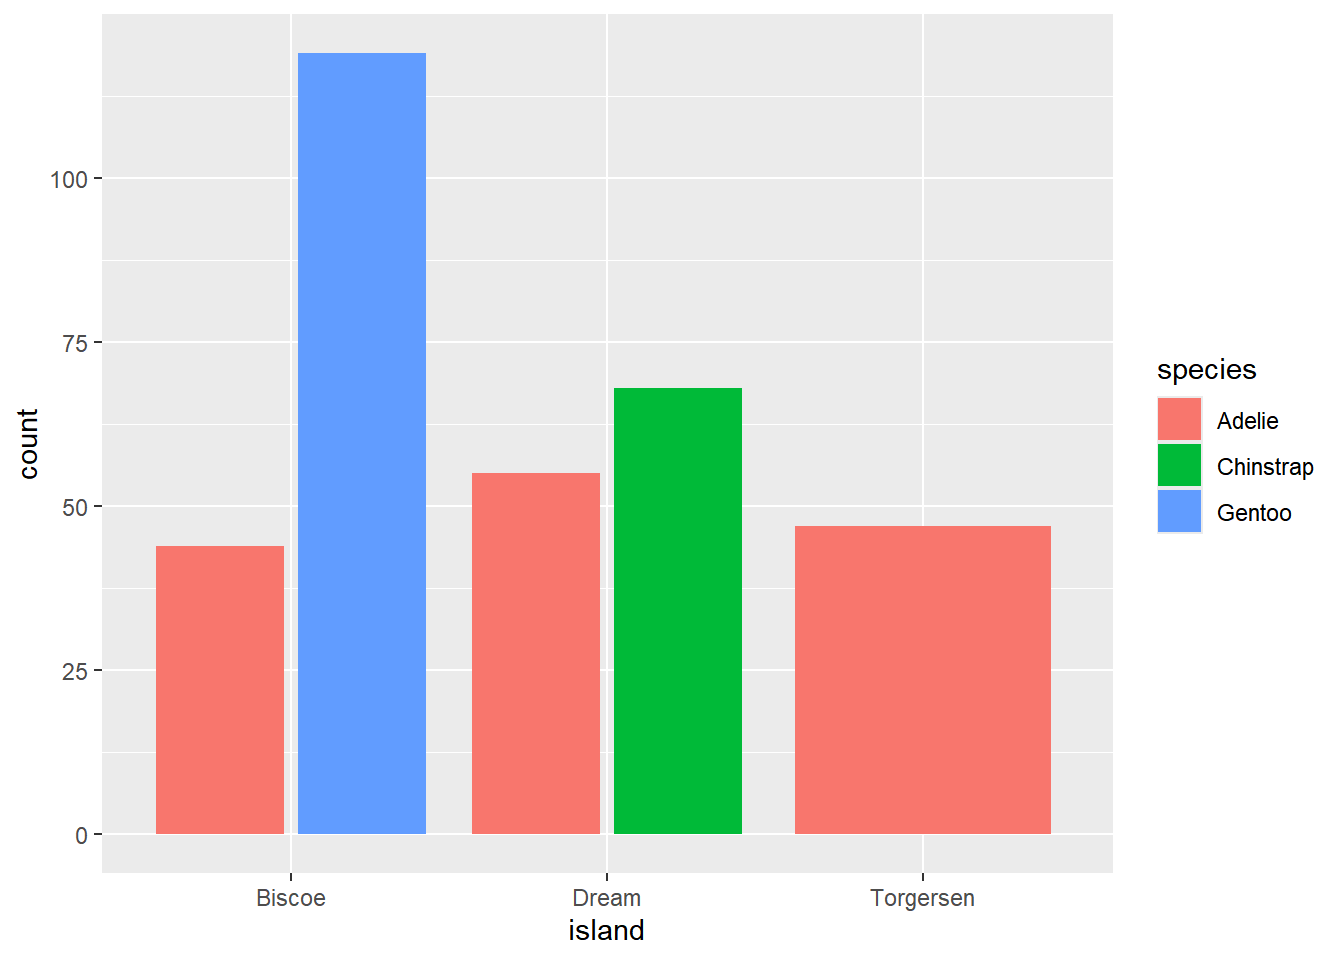 100
75
50
25
0
count
Biscoe
Dream
Torgersen
island
species
Adelie
Chinstrap
Gentoo